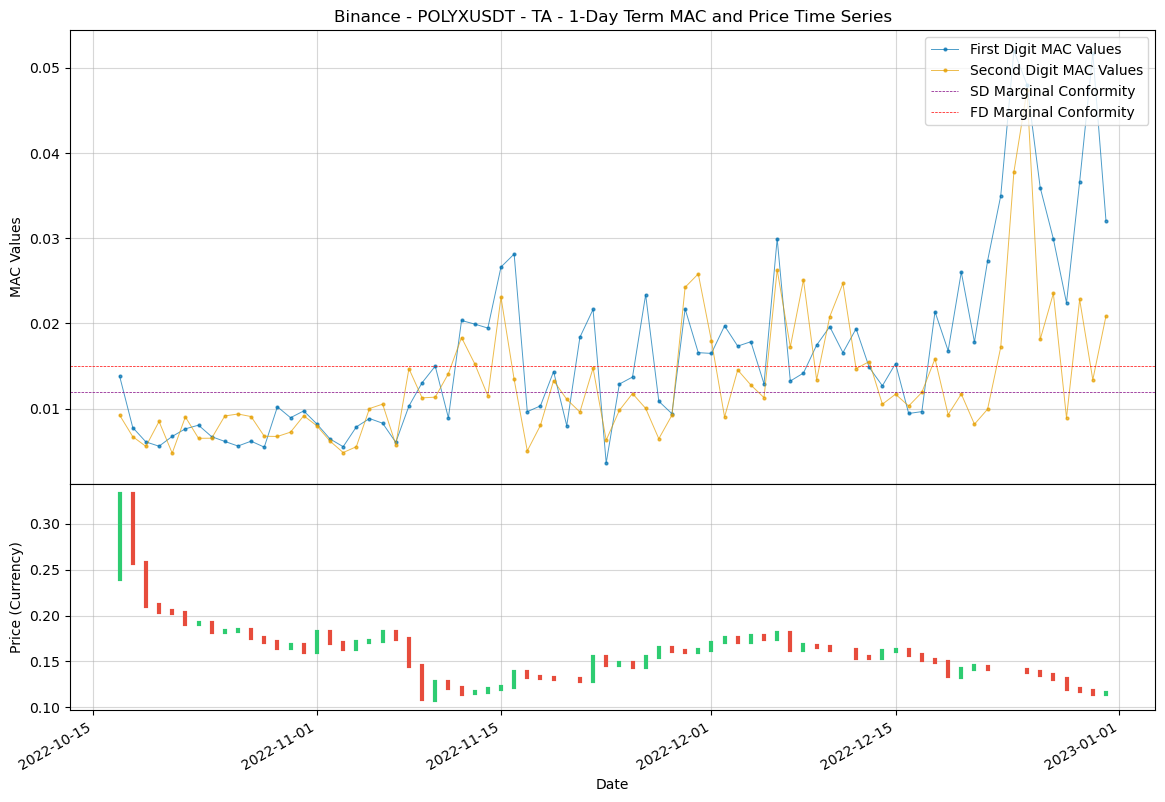 Binance - POLYXUSDT - TA - 1-Day Term MAC and Price Time Series
First Digit MAC Values
Second Digit MAC Values
SD Marginal Conformity
FD Marginal Conformity
MAC Values
0.05
0.04
0.03
0.02
0.01
Price (Currency)
0.30
0.25
0.20
0.15
0.10
2022-10-15
2022-11-01
2022-11-15
2022-12-01
2022-12-15
2023-01-01
Date